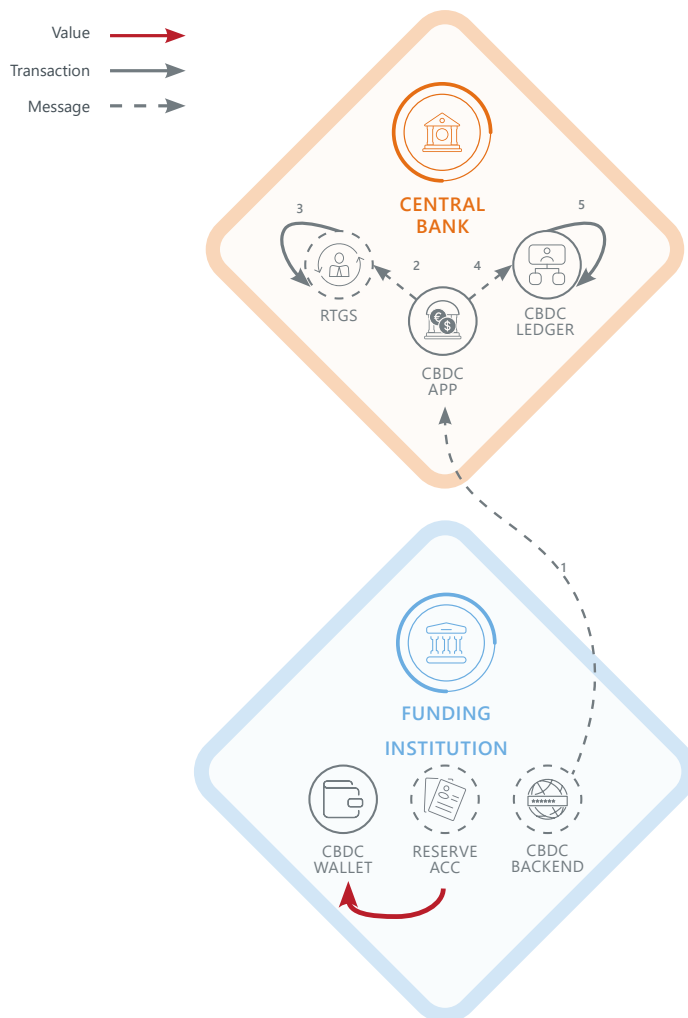 Value
Transaction
Message
CENTRAL
BANK
3
5
2
4
RTGS
CBDC
LEDGER
€
$
CBDC
APP
1
FUNDING
INSTITUTION
******
CBDC
WALLET
RESERVE
ACC
CBDC
BACKEND